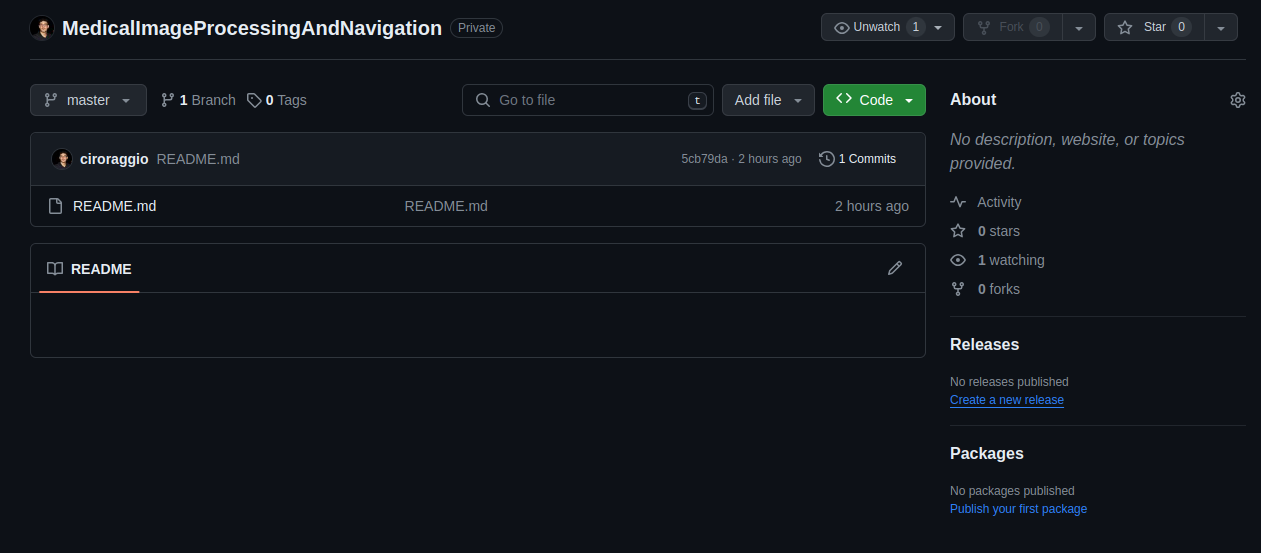 MedicalImageProcessingAndNavigation Private Unwatch 1 Fork 0 Star 0
master 1 Branch 0 Tags Go to file t Add file Code
ciroraggio README.md 5cb79da · 2 hours ago 1 Commits
README.md README.md 2 hours ago
README
About
No description, website, or topics
provided.
Activity
0 stars
1 watching
0 forks
Releases
No releases published
Create a new release
Packages
No packages published
Publish your first package